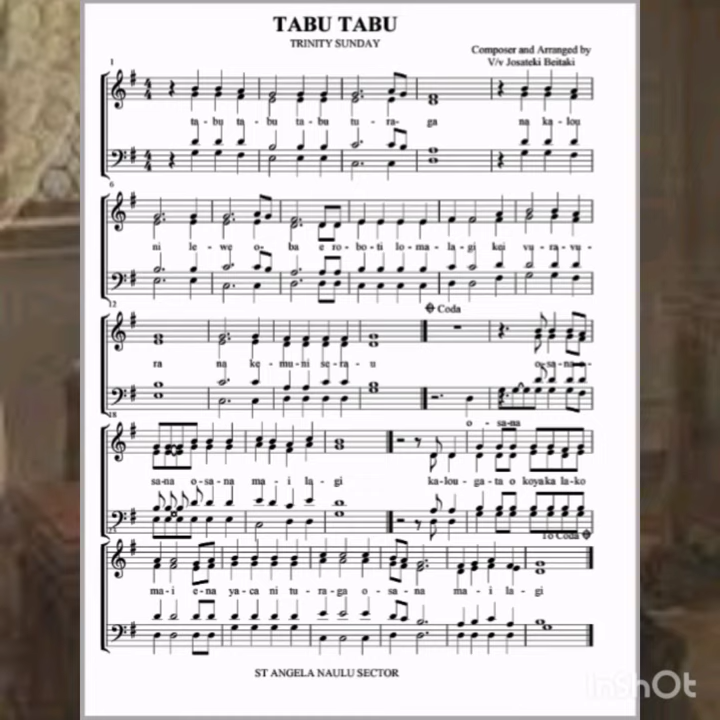 TABU TABU
TRINITY SUNDAY
Composer and Arranged by
V/v Josateki Beitaki
1
ta - bu ta - bu ta - bu tu - ra - ga na ka - lou
6
ni le - we o - ba e ro - bo - ti lo - ma - la - gi kei vu - ra - vu -
12
Coda
ra na ke - mu - ni se - ra - u o - sa - na -
18
o - sa-na
sa-na o - sa - na ma - i la - gi ka - lou - ga - ta o koya ka la-ko
To Coda
ma - i e - na ya - ca ni tu - ra - ga o - sa - na ma - i la - gi
ST ANGELA NAULU SECTOR
InShOt